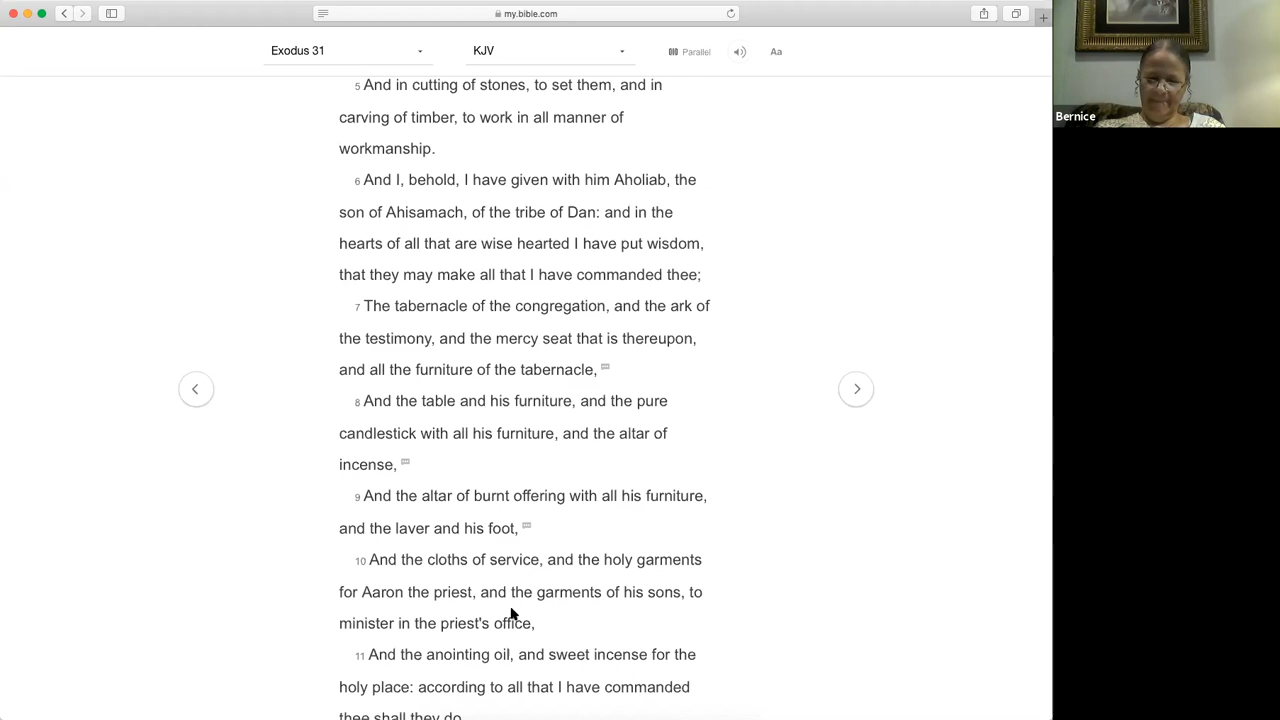 my.bible.com
Exodus 31
KJV
Parallel
Aa
5 And in cutting of stones, to set them, and in
carving of timber, to work in all manner of
workmanship.
6 And I, behold, I have given with him Aholiab, the
son of Ahisamach, of the tribe of Dan: and in the
hearts of all that are wise hearted I have put wisdom,
that they may make all that I have commanded thee;
7 The tabernacle of the congregation, and the ark of
the testimony, and the mercy seat that is thereupon,
and all the furniture of the tabernacle,
8 And the table and his furniture, and the pure
candlestick with all his furniture, and the altar of
incense,
9 And the altar of burnt offering with all his furniture,
and the laver and his foot,
10 And the cloths of service, and the holy garments
for Aaron the priest, and the garments of his sons, to
minister in the priest's office,
11 And the anointing oil, and sweet incense for the
holy place: according to all that I have commanded
thee shall they do
Bernice